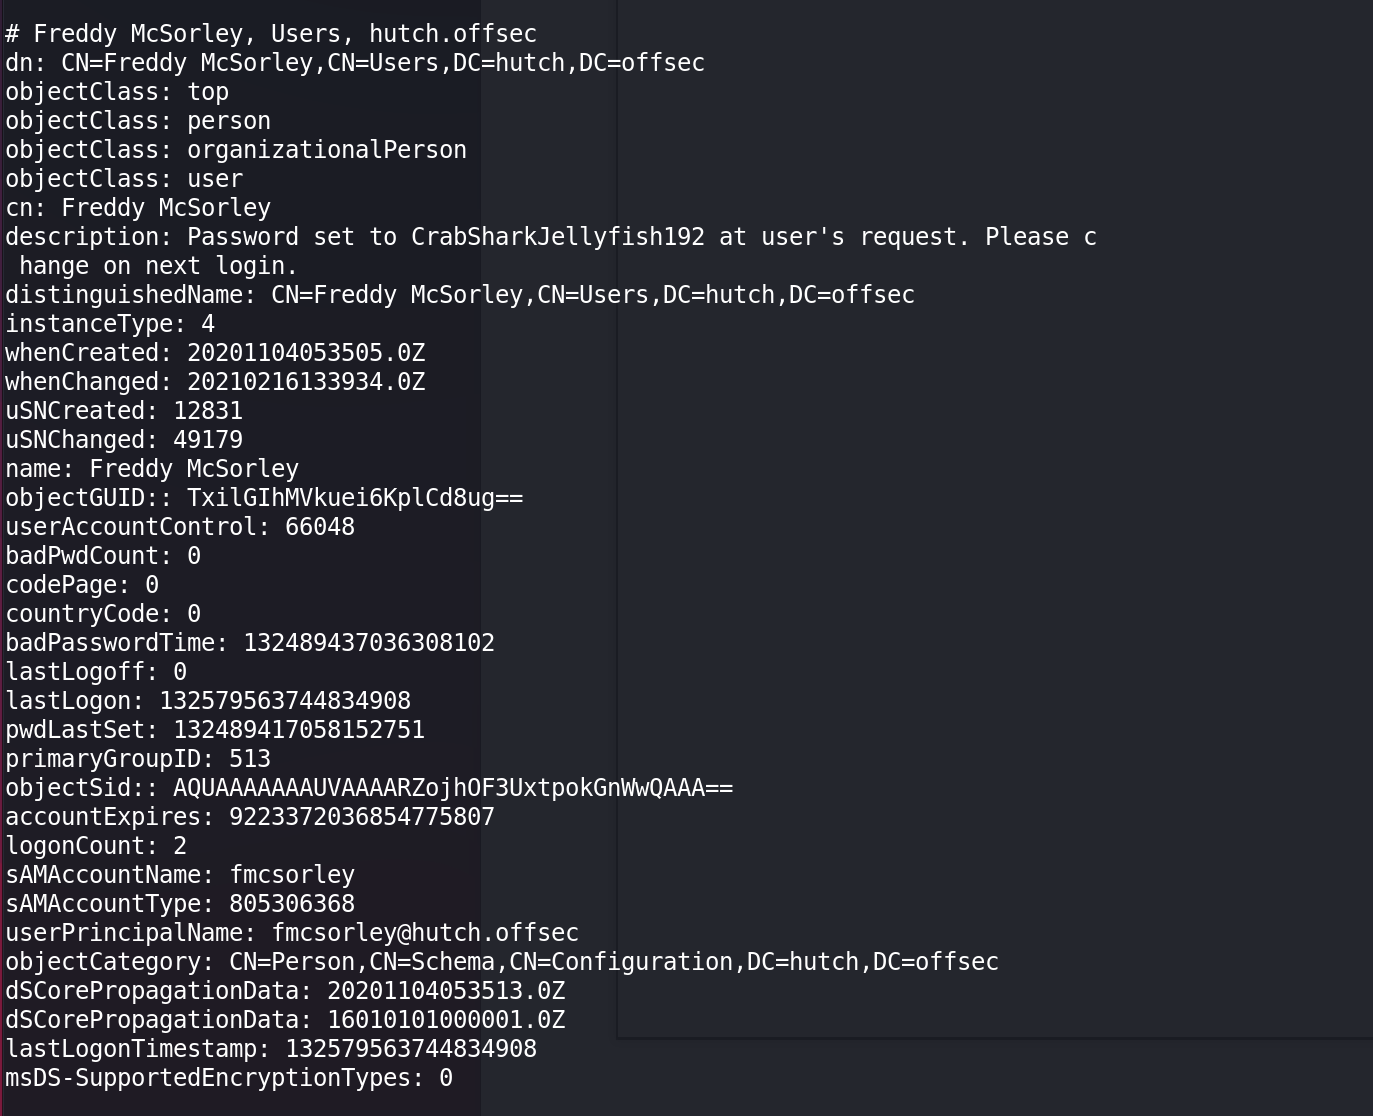 # Freddy McSorley, Users, hutch.offsec
dn: CN=Freddy McSorley,CN=Users,DC=hutch,DC=offsec
objectClass: top
objectClass: person
objectClass: organizationalPerson
objectClass: user
cn: Freddy McSorley
description: Password set to CrabSharkJellyfish192 at user's request. Please c
 hange on next login.
distinguishedName: CN=Freddy McSorley,CN=Users,DC=hutch,DC=offsec
instanceType: 4
whenCreated: 20201104053505.0Z
whenChanged: 20210216133934.0Z
uSNCreated: 12831
uSNChanged: 49179
name: Freddy McSorley
objectGUID:: TxilGIhMVkuei6KplCd8ug==
userAccountControl: 66048
badPwdCount: 0
codePage: 0
countryCode: 0
badPasswordTime: 132489437036308102
lastLogoff: 0
lastLogon: 132579563744834908
pwdLastSet: 132489417058152751
primaryGroupID: 513
objectSid:: AQUAAAAAAAUVAAAARZojhOF3UxtpokGnWwQAAA==
accountExpires: 9223372036854775807
logonCount: 2
sAMAccountName: fmcsorley
sAMAccountType: 805306368
userPrincipalName: fmcsorley@hutch.offsec
objectCategory: CN=Person,CN=Schema,CN=Configuration,DC=hutch,DC=offsec
dSCorePropagationData: 20201104053513.0Z
dSCorePropagationData: 16010101000001.0Z
lastLogonTimestamp: 132579563744834908
msDS-SupportedEncryptionTypes: 0